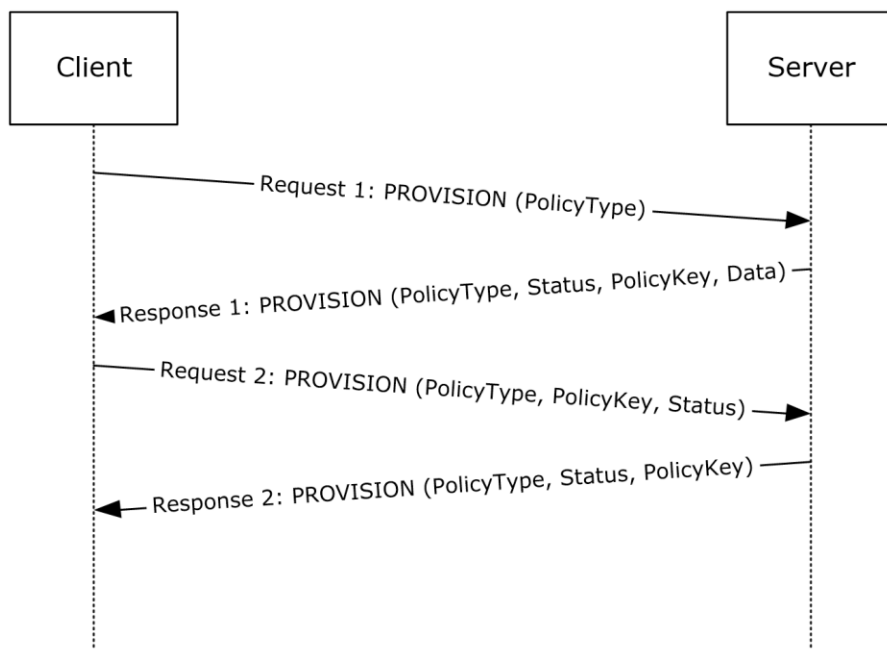 Client
Server
Request 1: PROVISION (PolicyType)
Response 1: PROVISION (PolicyType, Status, PolicyKey, Data)
Request 2: PROVISION (PolicyType, PolicyKey, Status)
Response 2: PROVISION (PolicyType, Status, PolicyKey)